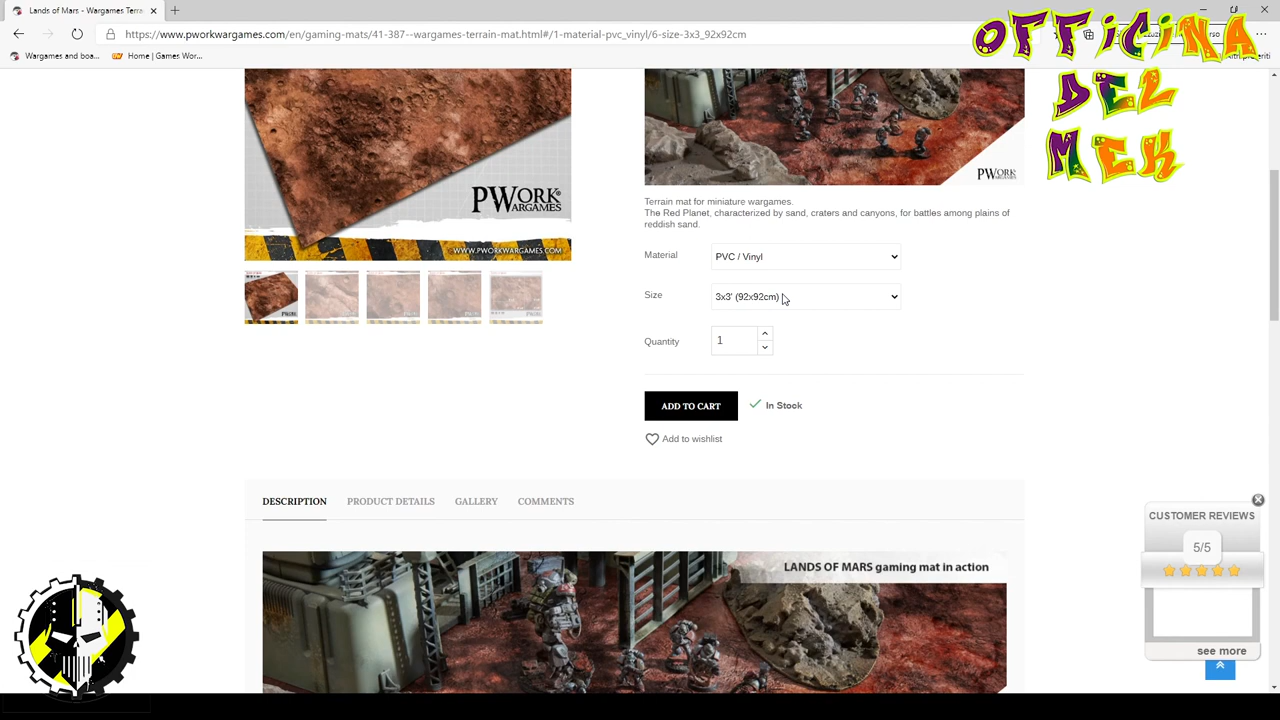 Lands of Mars - Wargames Terra
https://www.pworkwargames.com/en/gaming-mats/41-387--wargames-terrain-mat.html#/1-material-pvc_vinyl/6-size-3x3_92x92cm
Wargames and boa...
Home | Games Wor...
OFFICINA
DEL
MEK
PWORK®
WARGAMES
WWW.PWORKWARGAMES.COM
PWORK
WARGAMES
Terrain mat for miniature wargames.
The Red Planet, characterized by sand, craters and canyons, for battles among plains of
reddish sand.
Material
PVC / Vinyl
Size
3x3' (92x92cm)
Quantity
1
ADD TO CART
In Stock
Add to wishlist
DESCRIPTION
PRODUCT DETAILS
GALLERY
COMMENTS
LANDS OF MARS gaming mat in action
CUSTOMER REVIEWS
5/5
see more